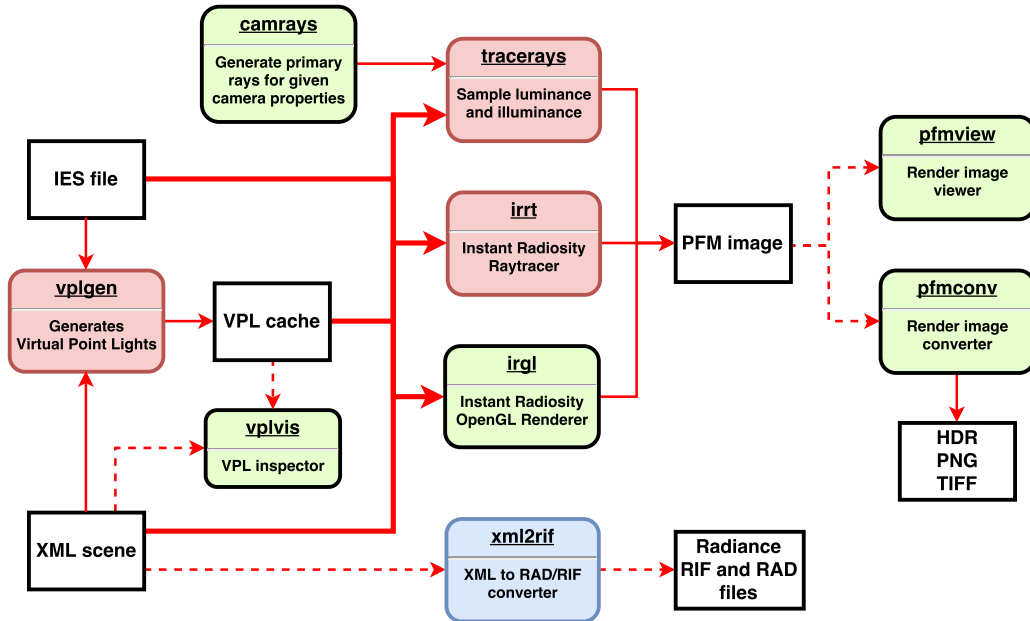 camrays
Generate primary
rays for given
camera properties
tracerays
Sample luminance
and illuminance
pfmview
Render image
viewer
IES file
irrt
Instant Radiosity
Raytracer
PFM image
vplgen
Generates
Virtual Point Lights
VPL cache
pfmconv
Render image
converter
irgl
Instant Radiosity
OpenGL Renderer
vplvis
VPL inspector
HDR
PNG
TIFF
XML scene
xml2rif
XML to RAD/RIF
converter
Radiance
RIF and RAD
files